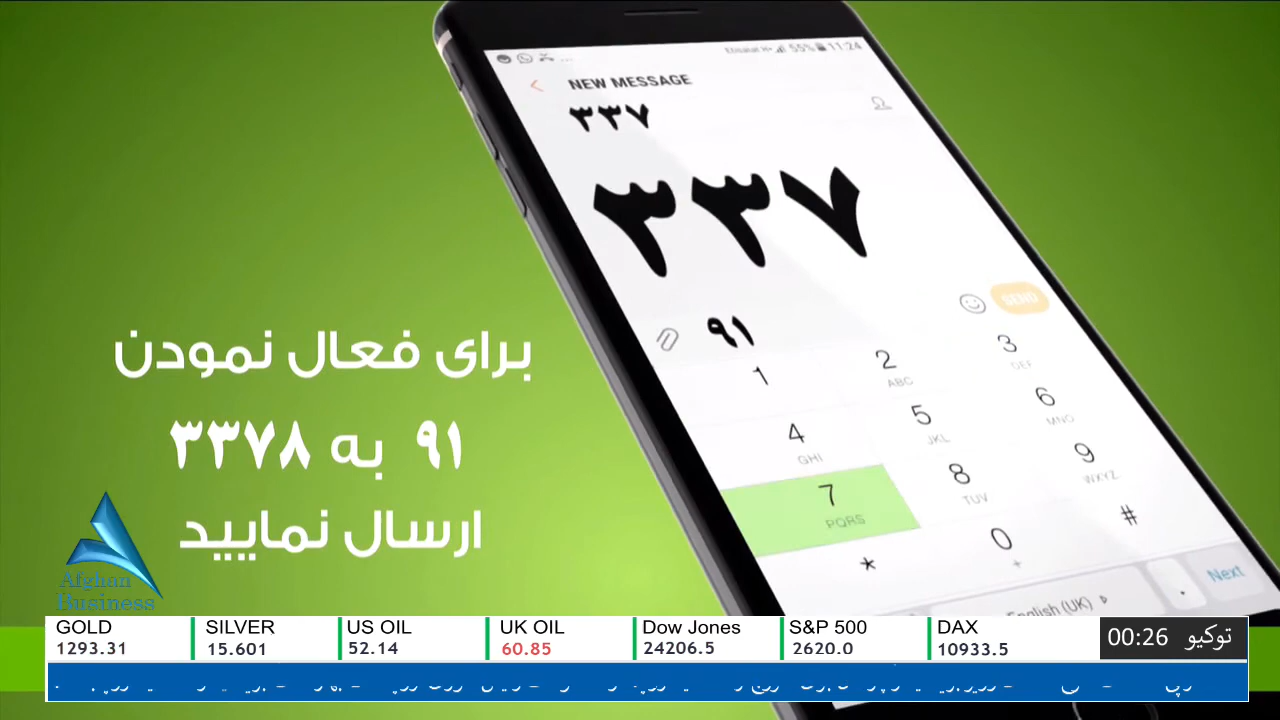 55% 11:24
NEW MESSAGE
۳۳۷
۳۳۷
SEND
۹۱
1
2 ABC
3 DEF
4 GHI
5 JKL
6 MNO
7 PQRS
8 TUV
9 WXYZ
*
0 +
#
English (UK)
.
Next
برای فعال نمودن
۹۱ به ۳۳۷۸
ارسال نمایید
Afghan
Business
GOLD SILVER US OIL UK OIL Dow Jones S&P 500 DAX
1293.31 15.601 52.14 60.85 24206.5 2620.0 10933.5
00:26 توکیو